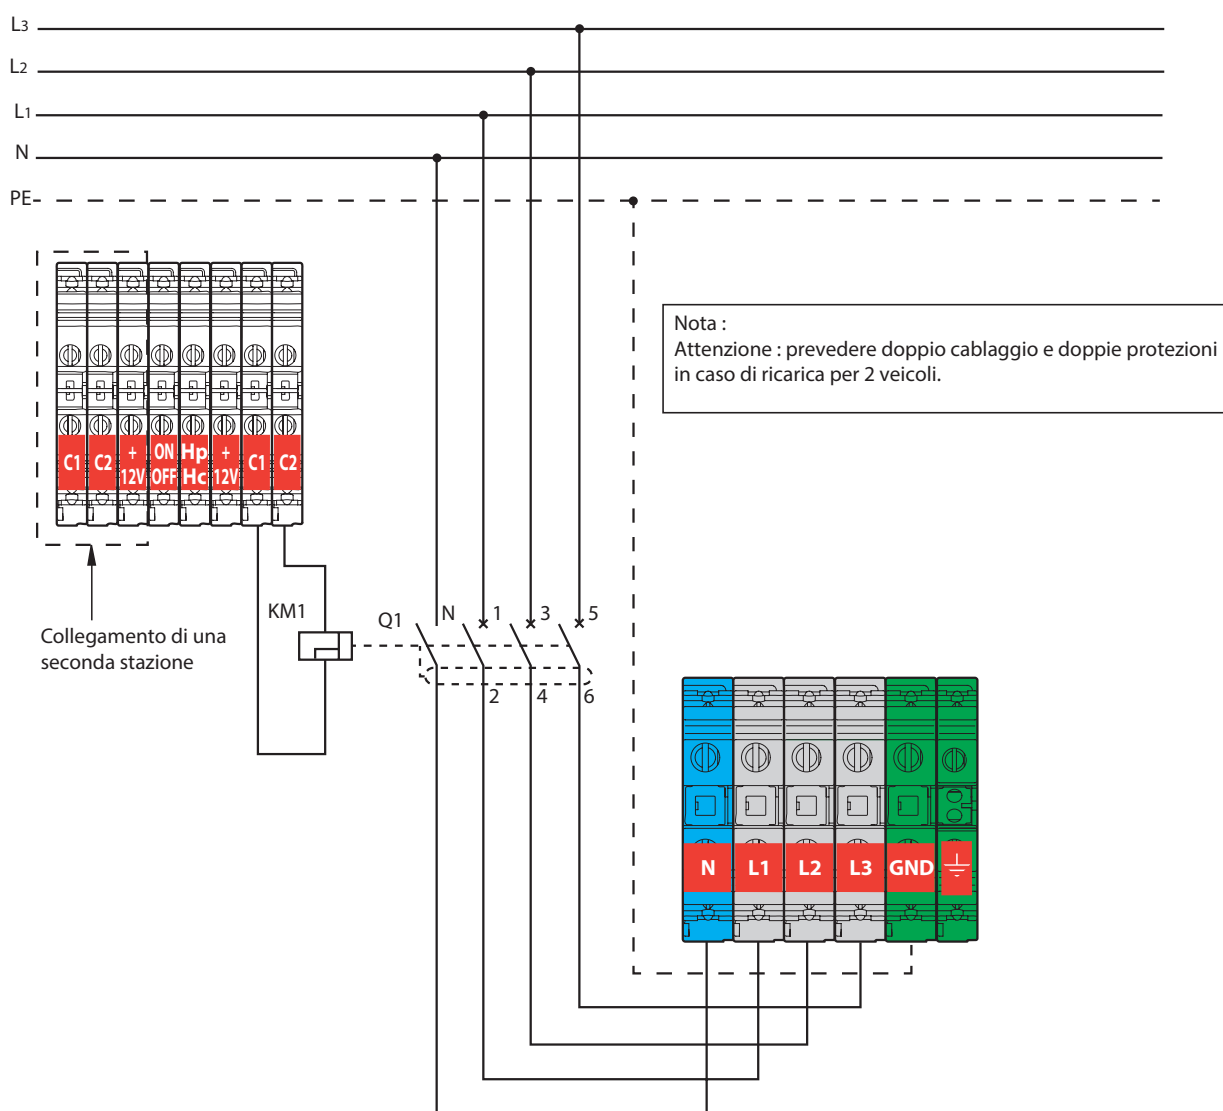 L3
L2
L1
N
PE
Nota :
Attenzione : prevedere doppio cablaggio e doppie protezioni
in caso di ricarica per 2 veicoli.
C1 C2 + 12V ON OFF Hp Hc + 12V C1 C2
Collegamento di una
seconda stazione
KM1
Q1 N 1 3 5
2 4 6
N L1 L2 L3 GND